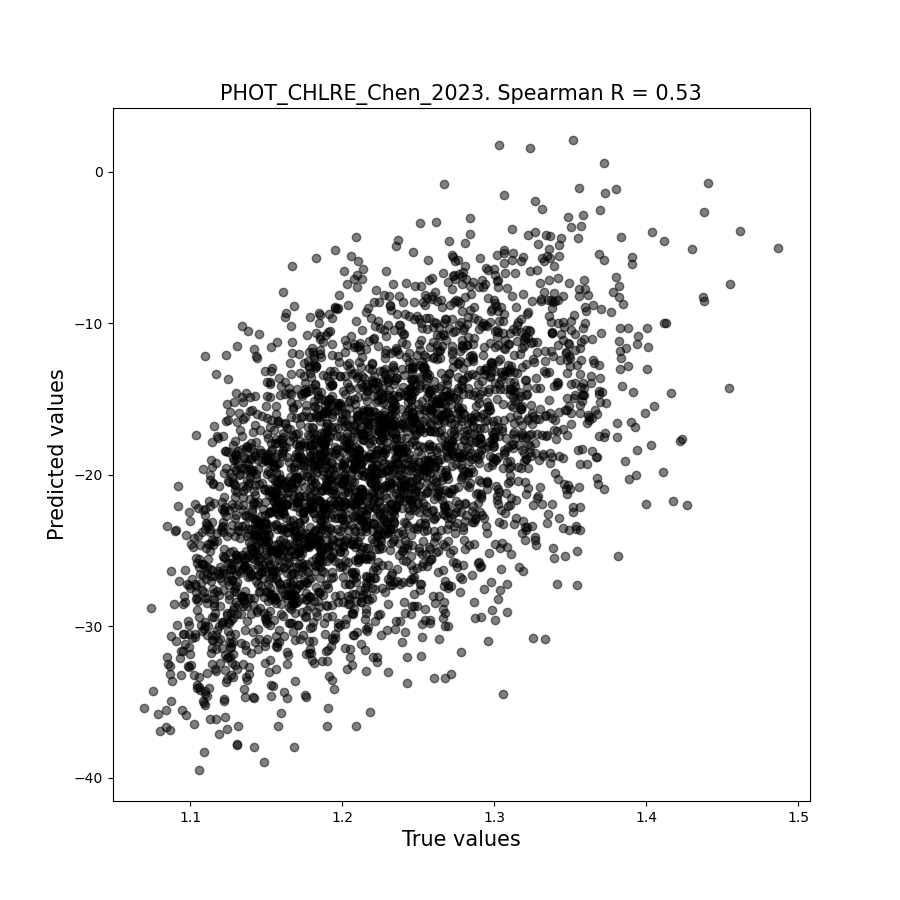 PHOT_CHLRE_Chen_2023. Spearman R = 0.53
Predicted values
0
−10
−20
−30
−40
1.1 1.2 1.3 1.4 1.5
True values